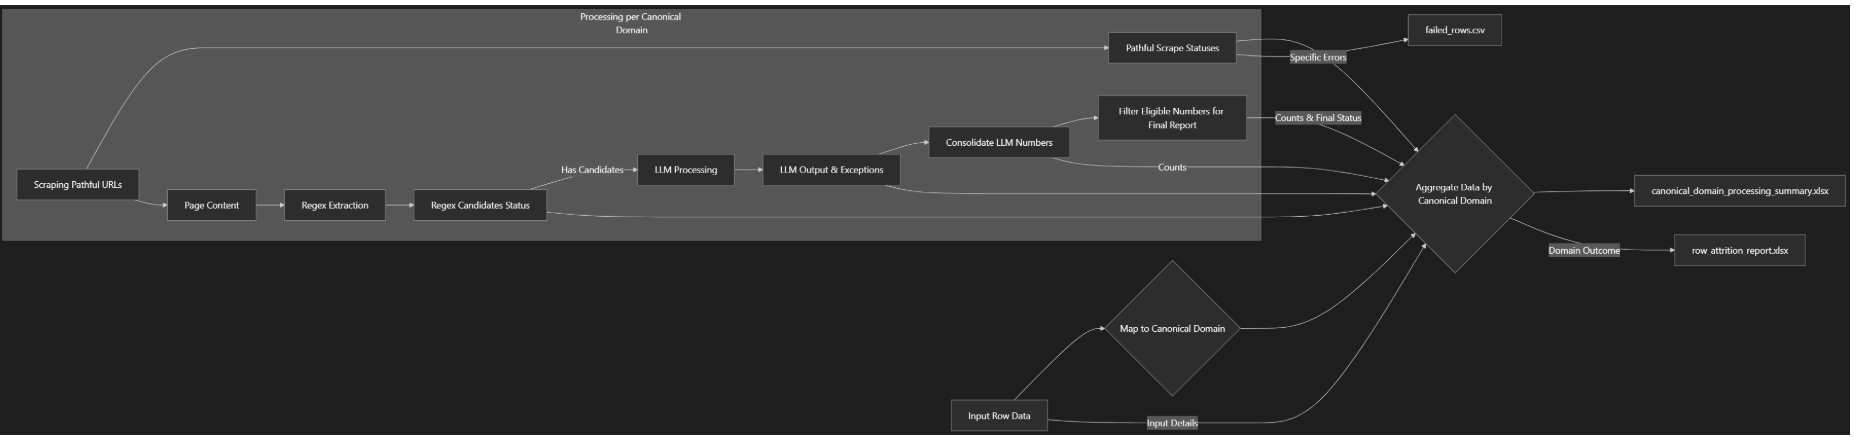 Processing per Canonical
Domain
failed_rows.csv
Pathful Scrape Statuses
Specific Errors
Filter Eligible Numbers for
Final Report
Counts & Final Status
Consolidate LLM Numbers
Has Candidates
LLM Processing
LLM Output & Exceptions
Counts
Scraping Pathful URLs
Page Content
Regex Extraction
Regex Candidates Status
Aggregate Data by
Canonical Domain
canonical_domain_processing_summary.xlsx
Domain Outcome
row_attrition_report.xlsx
Map to Canonical Domain
Input Row Data
Input Details